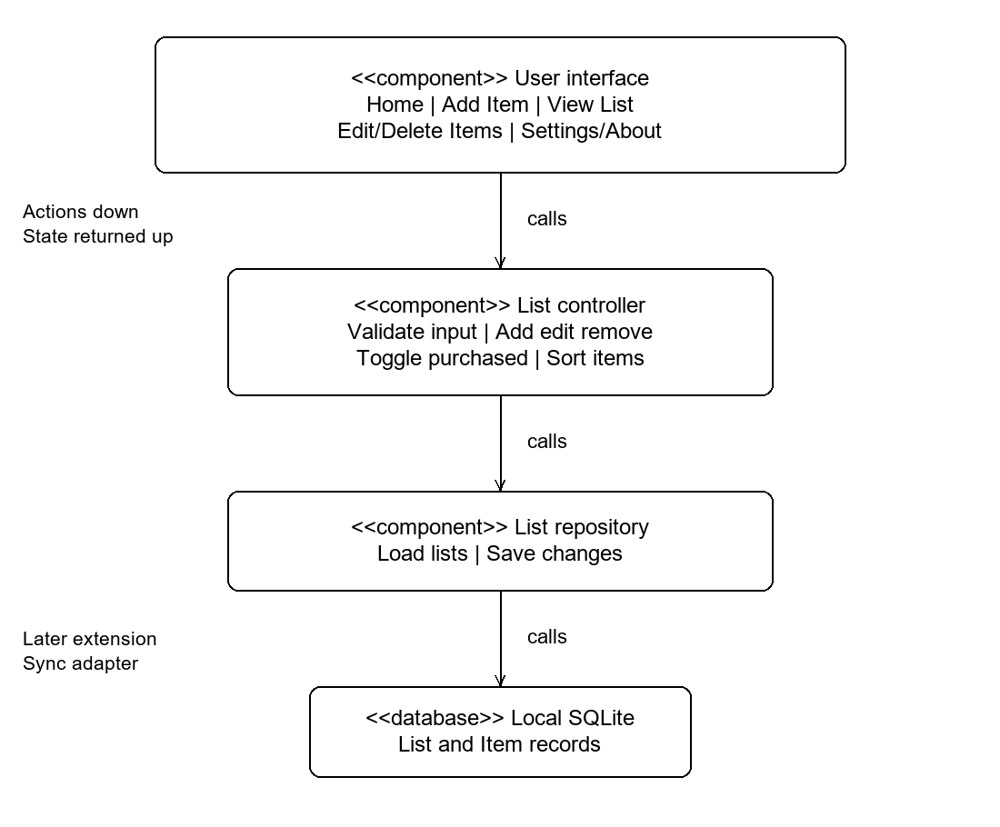 <<component>> User interface
Home | Add Item | View List
Edit/Delete Items | Settings/About
Actions down
State returned up
calls
<<component>> List controller
Validate input | Add edit remove
Toggle purchased | Sort items
calls
<<component>> List repository
Load lists | Save changes
Later extension
Sync adapter
calls
<<database>> Local SQLite
List and Item records